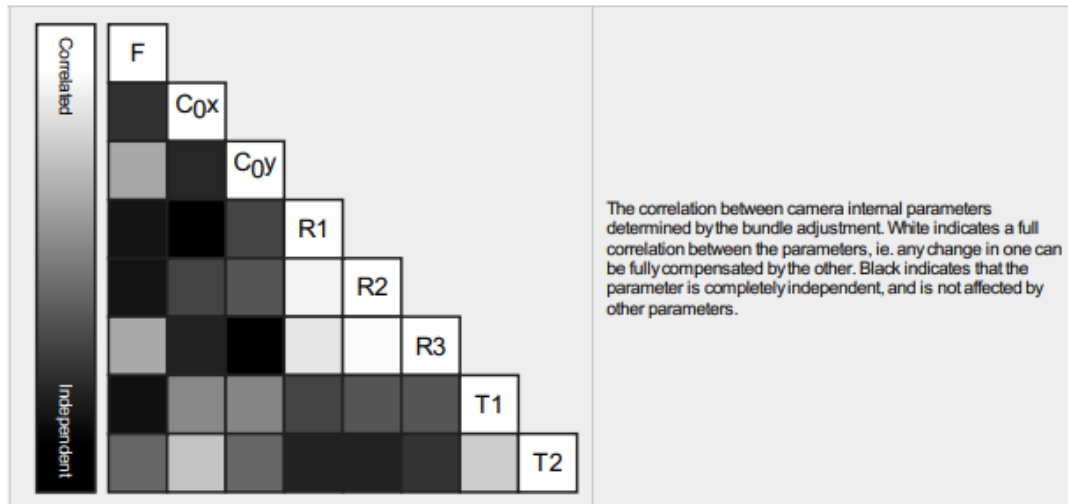 Correlated
Independent
F
C0x
C0y
R1
R2
R3
T1
T2
The correlation between camera internal parameters
determined by the bundle adjustment. White indicates a full
correlation between the parameters, ie. any change in one can
be fully compensated by the other. Black indicates that the
parameter is completely independent, and is not affected by
other parameters.